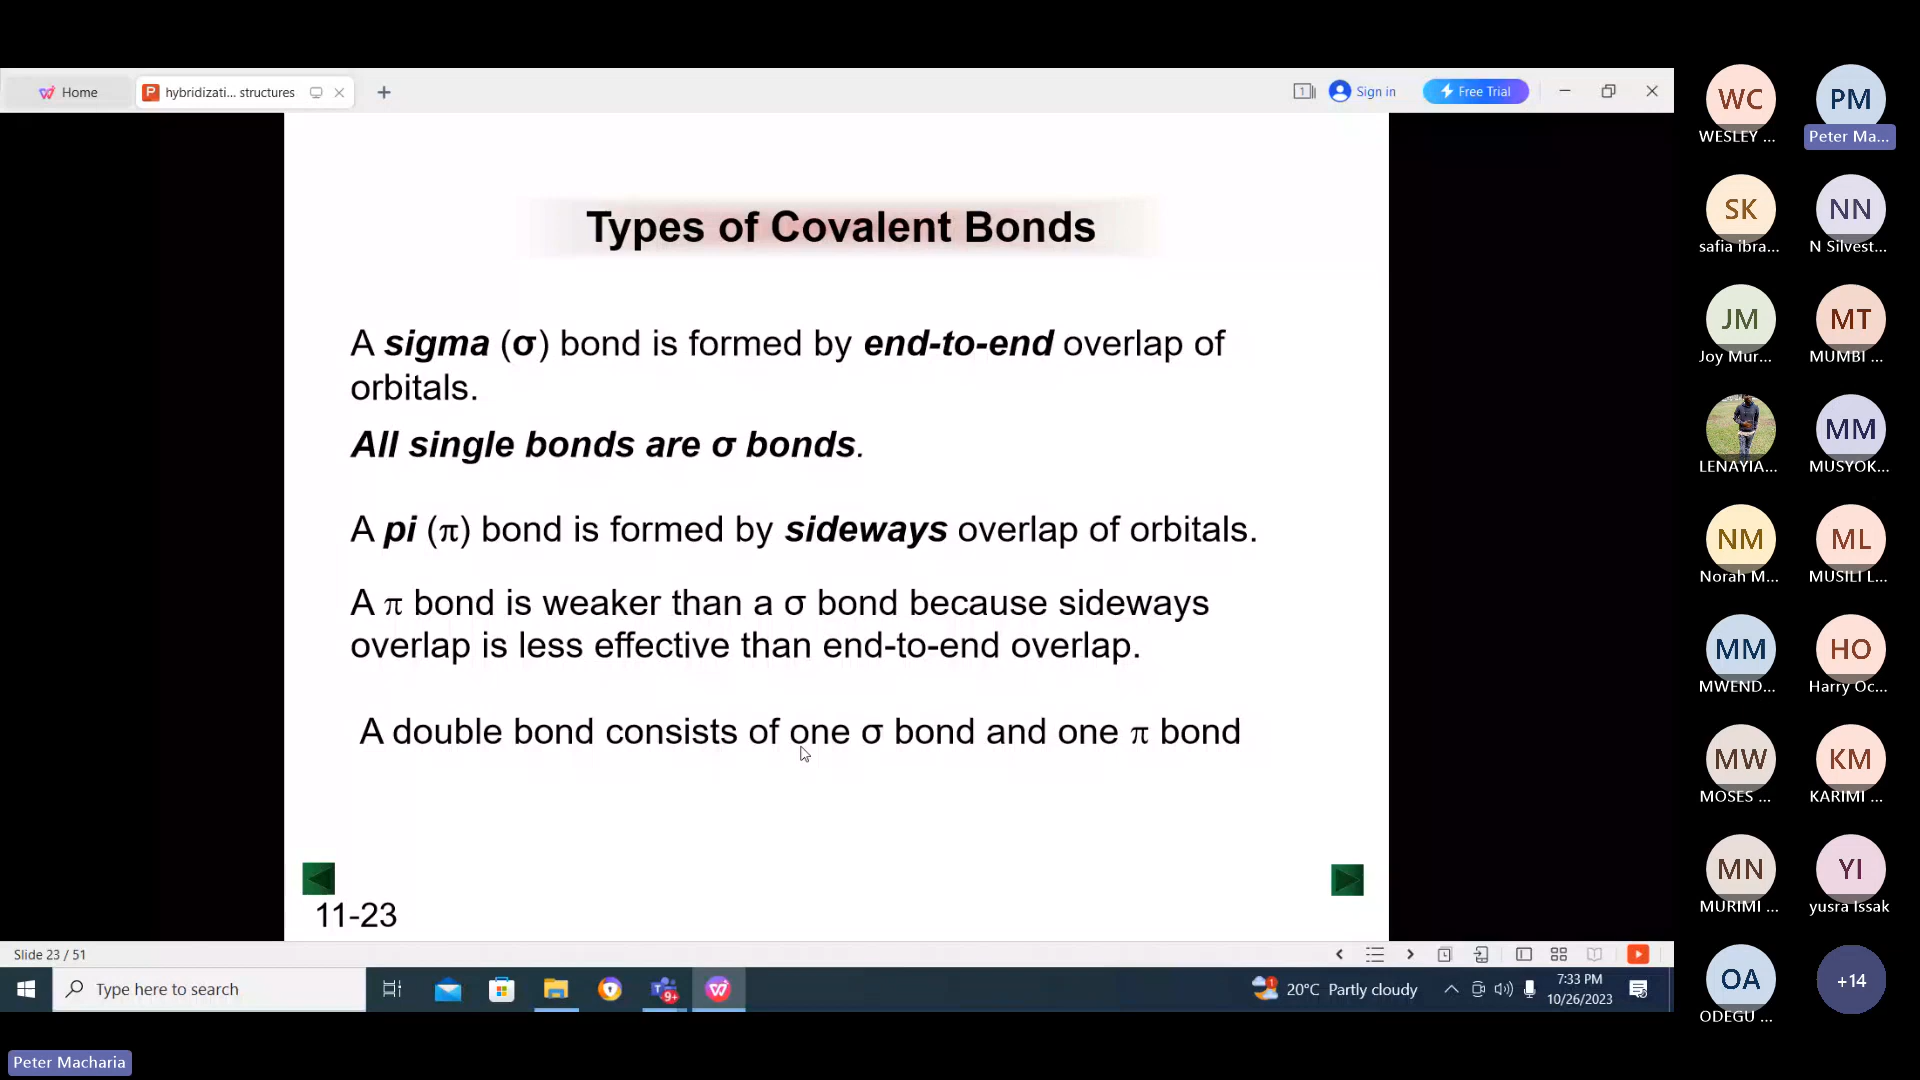 Home
hybridizati... structures
Sign in
Free Trial
Types of Covalent Bonds
A sigma (σ) bond is formed by end-to-end overlap of
orbitals.
All single bonds are σ bonds.
A pi (π) bond is formed by sideways overlap of orbitals.
A π bond is weaker than a σ bond because sideways
overlap is less effective than end-to-end overlap.
A double bond consists of one σ bond and one π bond
11-23
Slide 23 / 51
Type here to search
9+
1
20°C Partly cloudy
7:33 PM
10/26/2023
Peter Macharia
WC
WESLEY ...
PM
Peter Ma...
SK
safia ibra...
NN
N Silvest...
JM
Joy Mur...
MT
MUMBI ...
LENAYIA...
MM
MUSYOK...
NM
Norah M...
ML
MUSILI L...
MM
MWEND...
HO
Harry Oc...
MW
MOSES ...
KM
KARIMI ...
MN
MURIMI ...
YI
yusra Issak
OA
ODEGU ...
+14